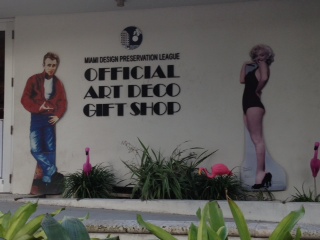 MIAMI DESIGN PRESERVATION LEAGUE
OFFICIAL
ART DECO
GIFT SHOP